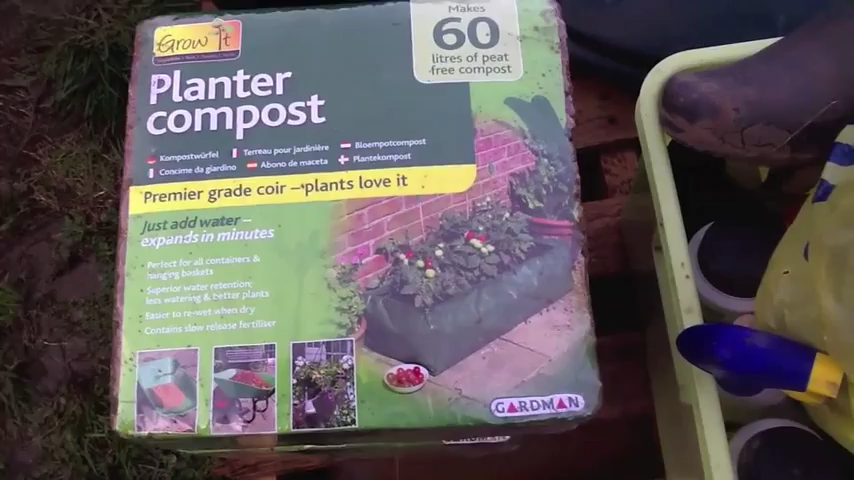 Grow It
Makes
60
litres of peat
free compost
Planter
compost
Kompostwürfel
Terreau pour jardinière
Bloempotcompost
Concime da giardino
Abono de maceta
Plantekompost
Premier grade coir – plants love it
Just add water –
expands in minutes
• Perfect for all containers &
hanging baskets
• Superior water retention;
less watering & better plants
• Easier to re-wet when dry
• Contains slow release fertiliser
GARDMAN